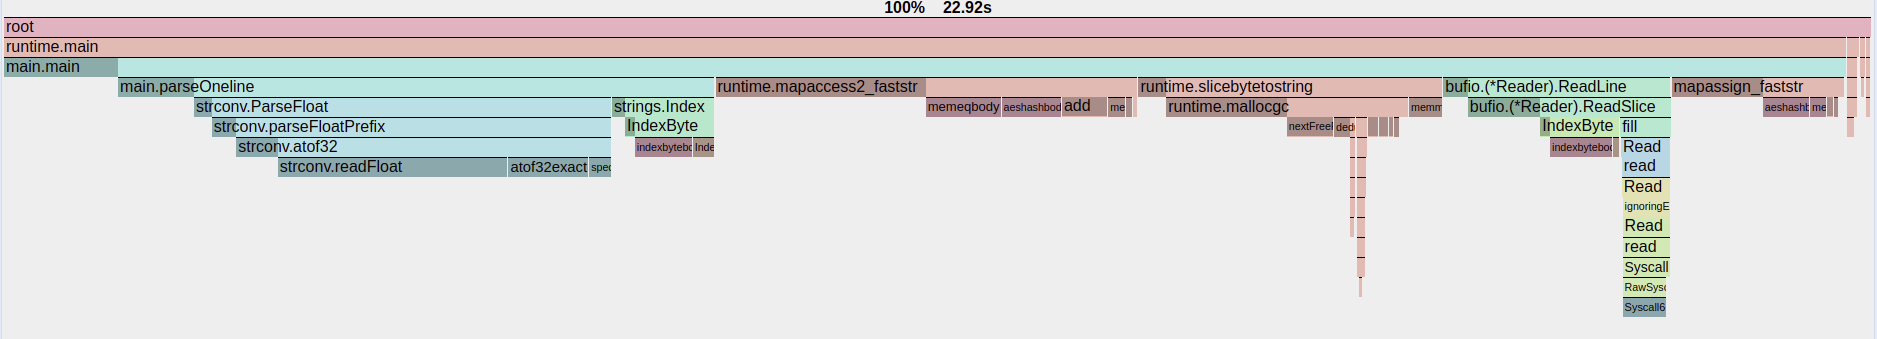 100% 22.92s
root
runtime.main
main.main
main.parseOneline runtime.mapaccess2_faststr runtime.slicebytetostring bufio.(*Reader).ReadLine mapassign_faststr
strconv.ParseFloat strings.Index memeqbody aeshashbod add me runtime.mallocgc memm bufio.(*Reader).ReadSlice aeshashb me
strconv.parseFloatPrefix IndexByte nextFreeI ded IndexByte fill
strconv.atof32 indexbytebo Inde indexbytebod Read
strconv.readFloat atof32exact spec read
Read
ignoringE
Read
read
Syscall
RawSysc
Syscall6